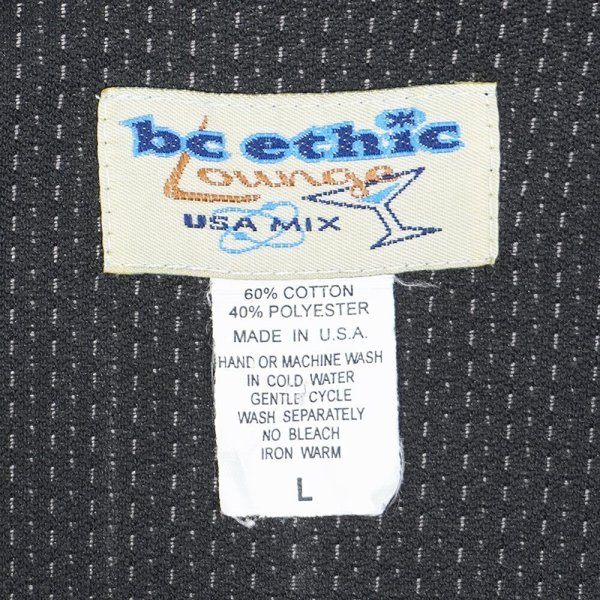 bc ethic
Lounge
USA MIX
60% COTTON
40% POLYESTER
MADE IN U.S.A.
HAND OR MACHINE WASH
IN COLD WATER
GENTLE CYCLE
WASH SEPARATELY
NO BLEACH
IRON WARM
L